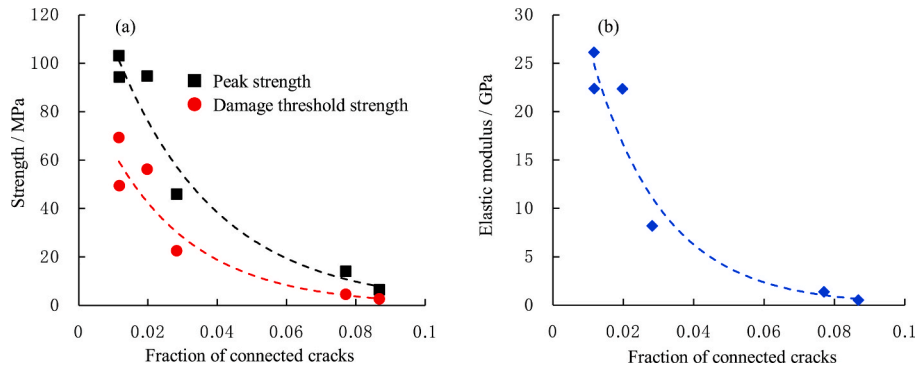 (a)
120
100
80
60
40
20
0
Strength / MPa
Peak strength
Damage threshold strength
0 0.02 0.04 0.06 0.08 0.1
Fraction of connected cracks
(b)
30
25
20
15
10
5
0
Elastic modulus / GPa
0 0.02 0.04 0.06 0.08 0.1
Fraction of connected cracks